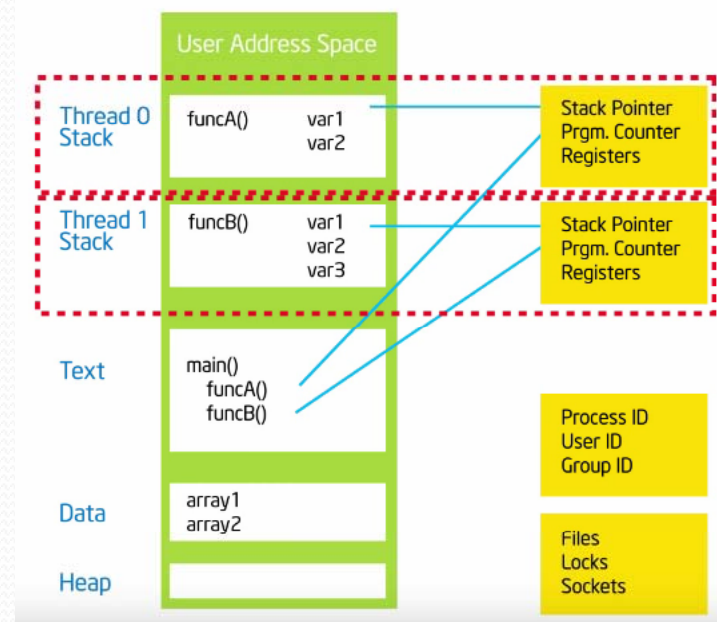 User Address Space
Thread 0
Stack
funcA() var1
var2
Stack Pointer
Prgm. Counter
Registers
Thread 1
Stack
funcB() var1
var2
var3
Stack Pointer
Prgm. Counter
Registers
Text
main()
funcA()
funcB()
Process ID
User ID
Group ID
Data
array1
array2
Files
Locks
Sockets
Heap